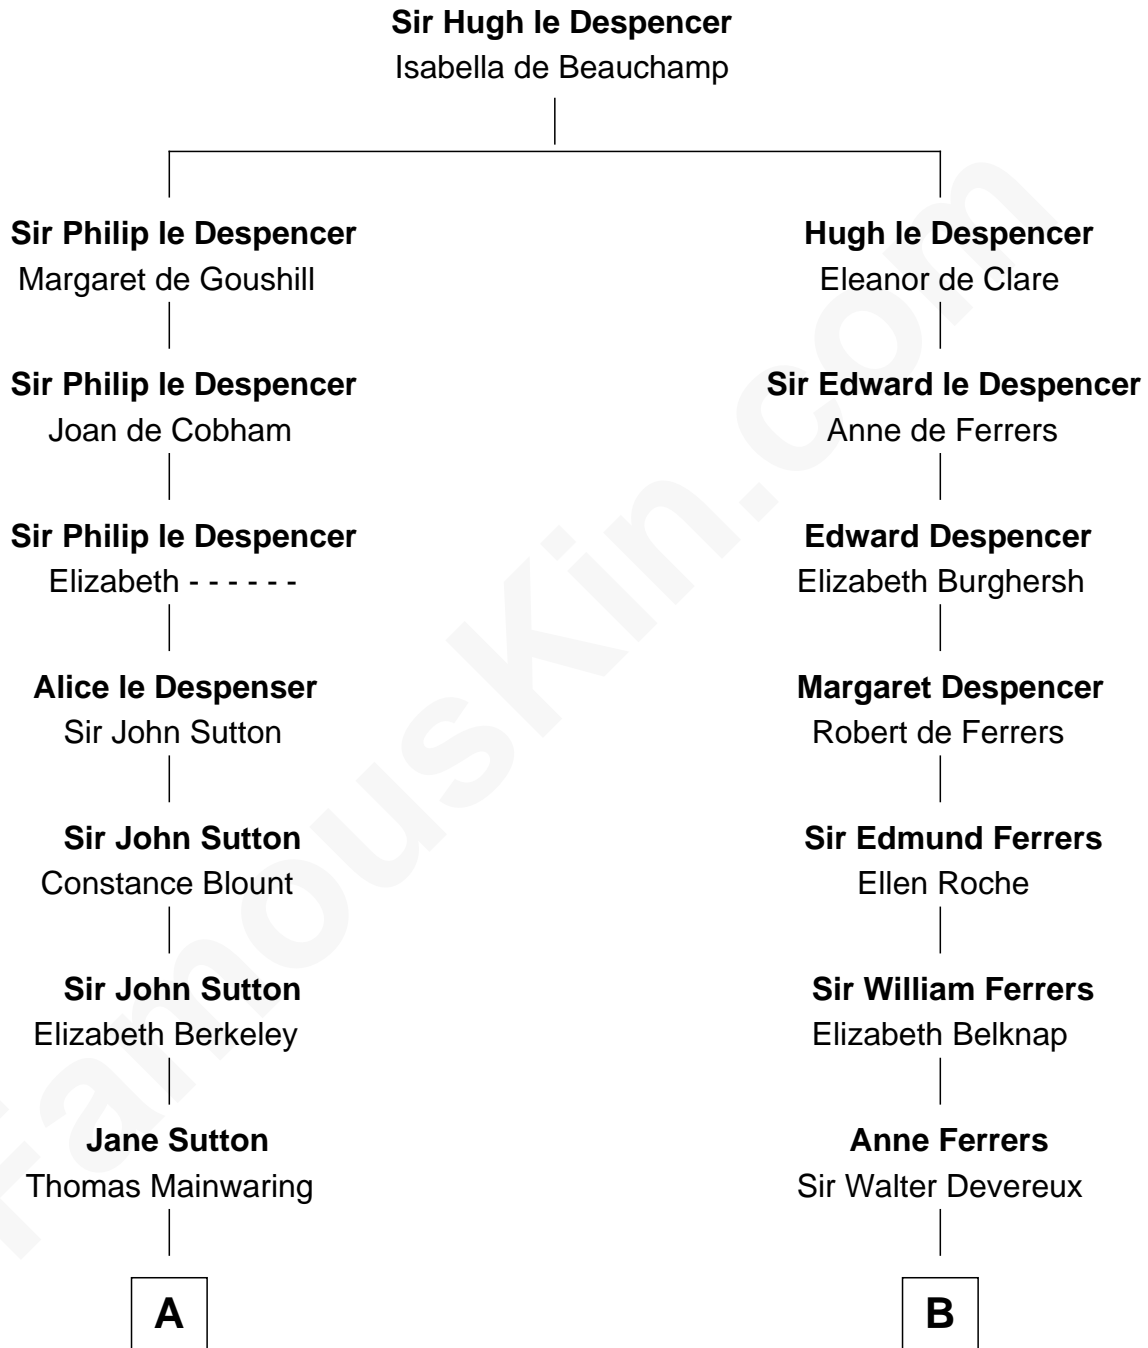 Sir Hugh le Despencer
Isabella de Beauchamp
Sir Philip le Despencer
Margaret de Goushill
Hugh le Despencer
Eleanor de Clare
Sir Philip le Despencer
Joan de Cobham
Sir Edward le Despencer
Anne de Ferrers
Sir Philip le Despencer
Elizabeth - - - - - -
Edward Despencer
Elizabeth Burghersh
Alice le Despenser
Sir John Sutton
Margaret Despencer
Robert de Ferrers
Sir John Sutton
Constance Blount
Sir Edmund Ferrers
Ellen Roche
Sir John Sutton
Elizabeth Berkeley
Sir William Ferrers
Elizabeth Belknap
Jane Sutton
Thomas Mainwaring
Anne Ferrers
Sir Walter Devereux
A
B
FamousKin.com